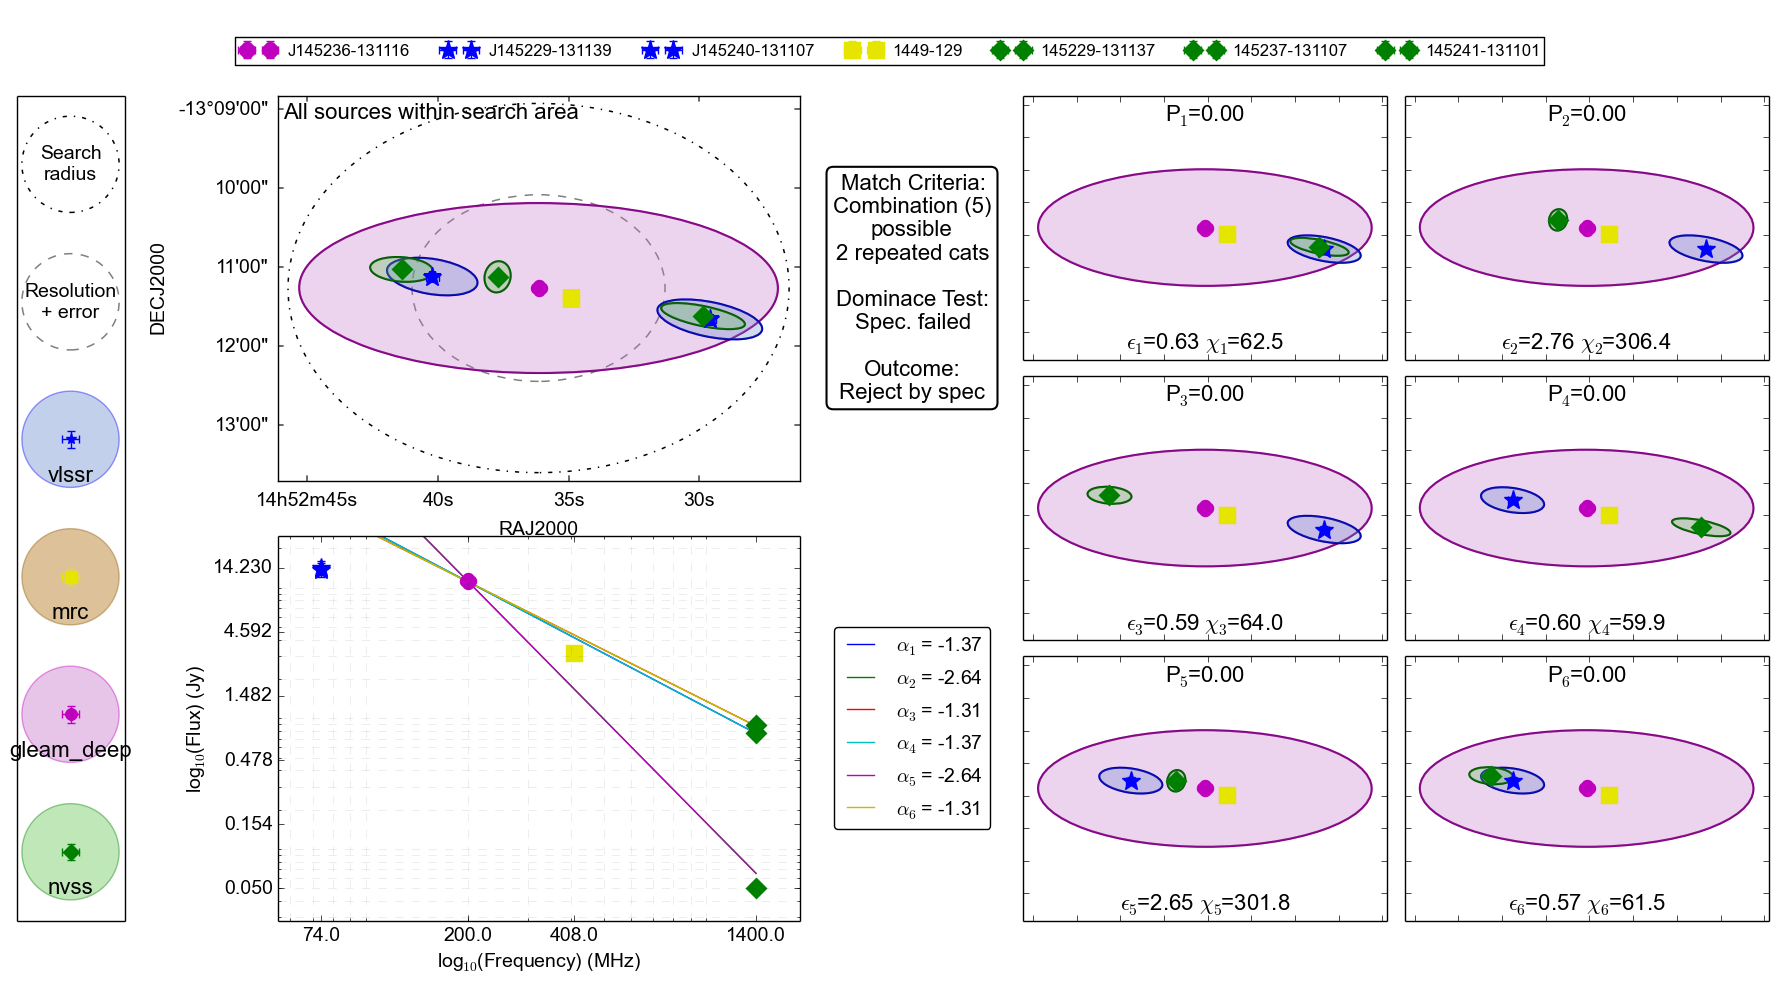 J145236-131116 J145229-131139 J145240-131107 1449-129 145229-131137 145237-131107 145241-131101
Search
radius
Resolution
+ error
vlssr
mrc
gleam_deep
nvss
All sources within search area
DECJ2000
-13°09'00"
10'00"
11'00"
12'00"
13'00"
14h52m45s 40s 35s 30s
RAJ2000
log10(Flux) (Jy)
14.230
4.592
1.482
0.478
0.154
0.050
74.0 200.0 408.0 1400.0
log10(Frequency) (MHz)
Match Criteria:
Combination (5)
possible
2 repeated cats
Dominace Test:
Spec. failed
Outcome:
Reject by spec
α1 = -1.37
α2 = -2.64
α3 = -1.31
α4 = -1.37
α5 = -2.64
α6 = -1.31
P1=0.00
ϵ1=0.63 χ1=62.5
P2=0.00
ϵ2=2.76 χ2=306.4
P3=0.00
ϵ3=0.59 χ3=64.0
P4=0.00
ϵ4=0.60 χ4=59.9
P5=0.00
ϵ5=2.65 χ5=301.8
P6=0.00
ϵ6=0.57 χ6=61.5